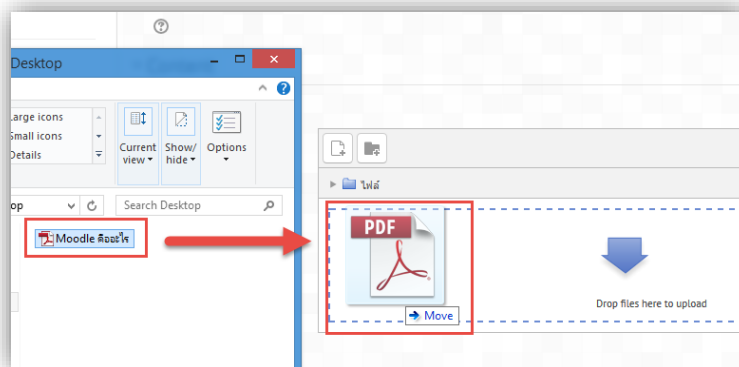 Desktop
Large icons
Small icons
Details
Current view
Show/ hide
Options
op
Search Desktop
Moodle คืออะไร
ไฟล์
PDF
Move
Drop files here to upload